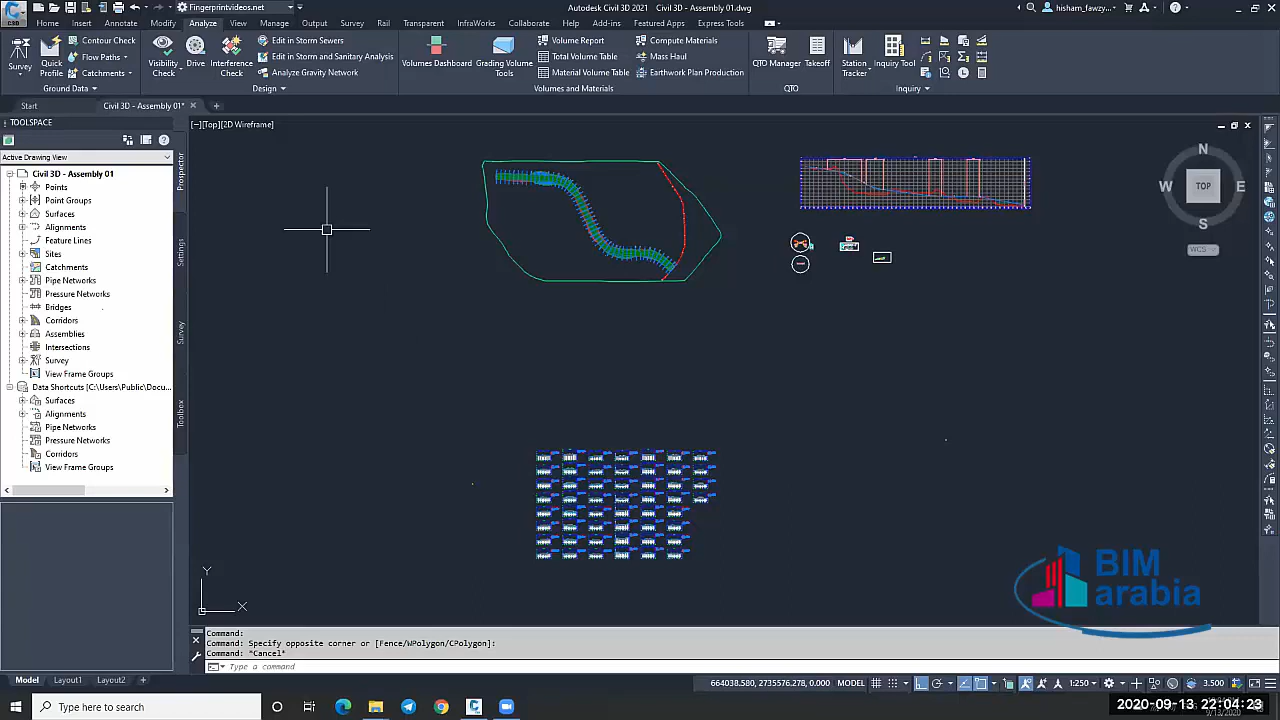 Fingerprintvideos.net
Autodesk Civil 3D 2021 Civil 3D - Assembly 01.dwg
hisham_fawzy...
Home Insert Annotate Modify Analyze View Manage Output Survey Rail Transparent InfraWorks Collaborate Help Add-ins Featured Apps Express Tools
Survey
Quick Profile
Contour Check
Flow Paths
Catchments
Ground Data
Visibility Check
Drive
Interference Check
Edit in Storm Sewers
Edit in Storm and Sanitary Analysis
Analyze Gravity Network
Design
Volumes Dashboard
Grading Volume Tools
Volume Report
Total Volume Table
Material Volume Table
Compute Materials
Mass Haul
Earthwork Plan Production
Volumes and Materials
QTO Manager
Takeoff
QTO
Station Tracker
Inquiry Tool
Inquiry
Start
Civil 3D - Assembly 01*
TOOLSPACE
Active Drawing View
Civil 3D - Assembly 01
Points
Point Groups
Surfaces
Alignments
Feature Lines
Sites
Catchments
Pipe Networks
Pressure Networks
Bridges
Corridors
Assemblies
Intersections
Survey
View Frame Groups
Data Shortcuts [C:\Users\Public\Docu...
Surfaces
Alignments
Pipe Networks
Pressure Networks
Corridors
View Frame Groups
Prospector
Settings
Survey
Toolbox
[−][Top][2D Wireframe]
N
W TOP E
S
WCS
Y
X
BIM
arabia
Command:
Command: Specify opposite corner or [Fence/WPolygon/CPolygon]:
Command: *Cancel*
Type a command
Model Layout1 Layout2
664038.580, 2735576.278, 0.000 MODEL 1:250 3.500
Type here to search
2020-09-13 22:04:23